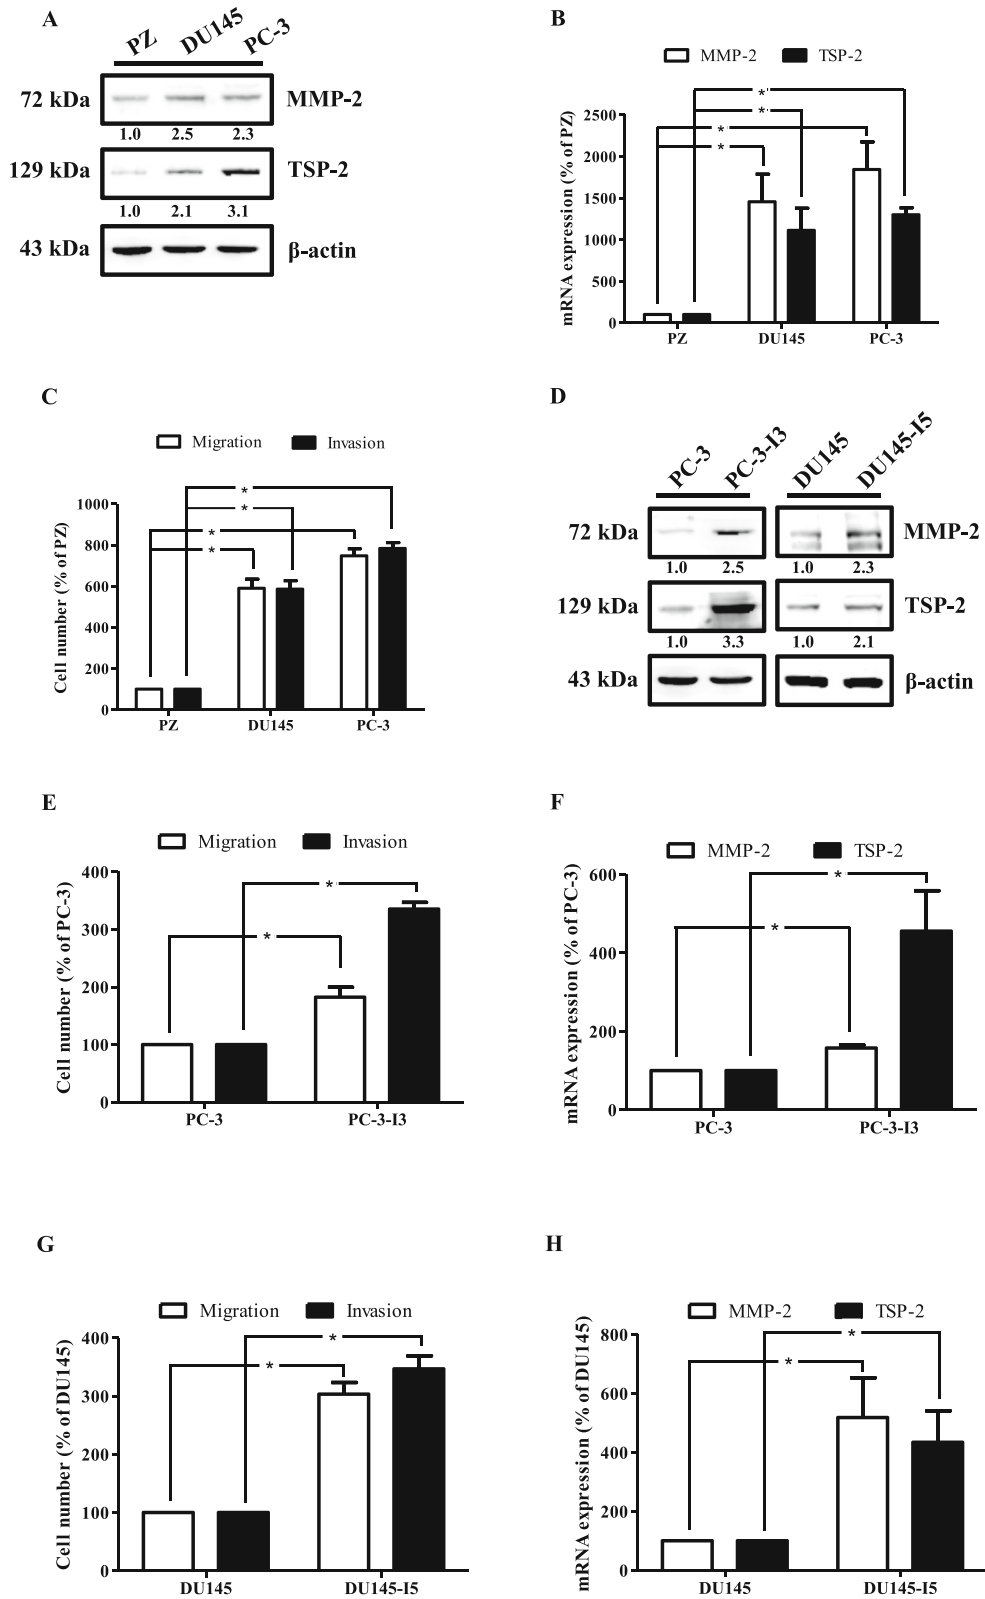 A
PZ DU145 PC-3
72 kDa MMP-2
1.0 2.5 2.3
129 kDa TSP-2
1.0 2.1 3.1
43 kDa β-actin
B
MMP-2 TSP-2
mRNA expression (% of PZ)
2500
2000
1500
1000
500
0
* * * *
PZ DU145 PC-3
C
Migration Invasion
Cell number (% of PZ)
1000
800
600
400
200
0
* * * *
PZ DU145 PC-3
D
PC-3 PC-3-I3 DU145 DU145-I5
72 kDa MMP-2
1.0 2.5 1.0 2.3
129 kDa TSP-2
1.0 3.3 1.0 2.1
43 kDa β-actin
E
Migration Invasion
Cell number (% of PC-3)
400
300
200
100
0
* *
PC-3 PC-3-I3
F
MMP-2 TSP-2
mRNA expression (% of PC-3)
600
400
200
0
* *
PC-3 PC-3-I3
G
Migration Invasion
Cell number (% of DU145)
400
300
200
100
0
* *
DU145 DU145-I5
H
MMP-2 TSP-2
mRNA expression (% of DU145)
800
600
400
200
0
* *
DU145 DU145-I5